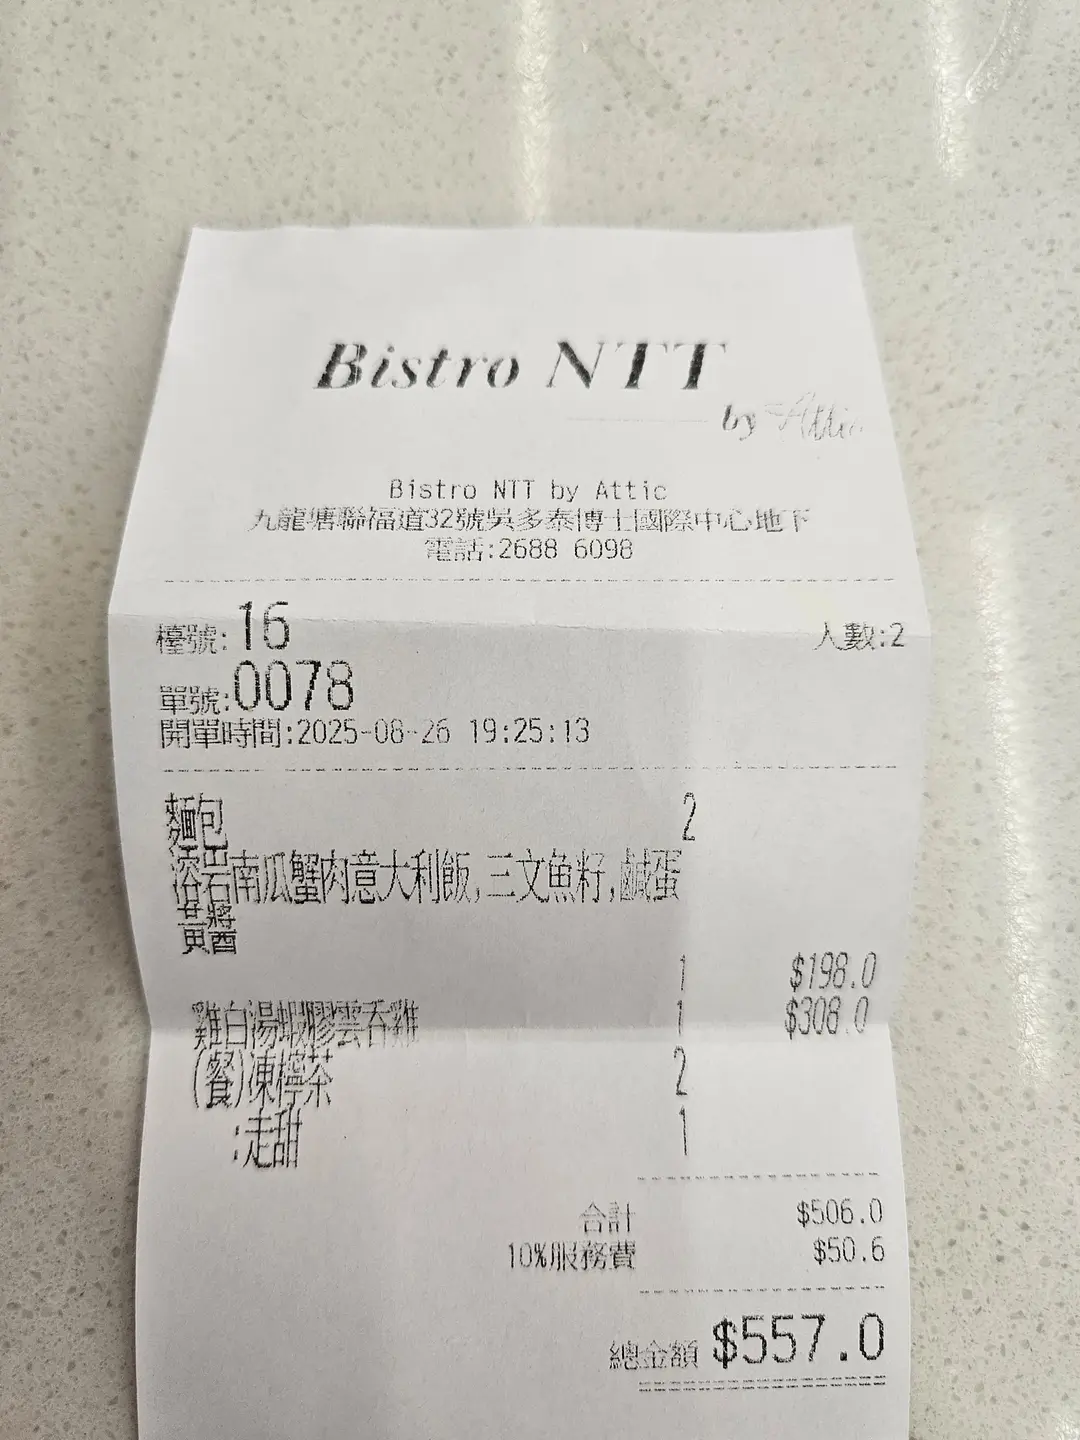 Bistro NTT
by Attic
Bistro NTT by Attic
九龍塘聯福道32號吳多泰博士國際中心地下
電話:2688 6098
檯號:16 人數:2
單號:0078
開單時間:2025-08-26 19:25:13
麵包 2
溶岩南瓜蟹肉意大利飯,三文魚籽,鹹蛋
黃醬
1 $198.0
雞白湯蝦膠雲吞雞 1 $308.0
(餐)凍檸茶 2
:走甜 1
合計 $506.0
10%服務費 $50.6
總金額 $557.0